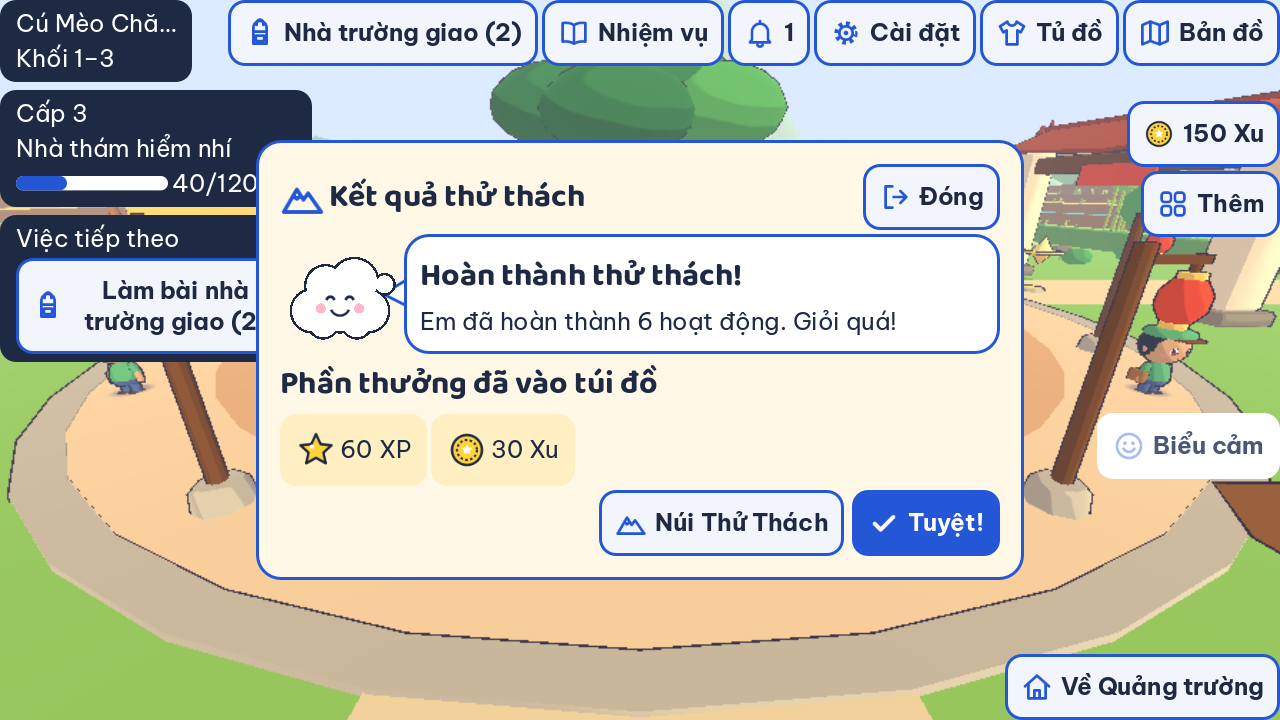 Cú Mèo Chă...
Khối 1–3
Nhà trường giao (2)
Nhiệm vụ
1
Cài đặt
Tủ đồ
Bản đồ
Cấp 3
Nhà thám hiểm nhí
40/120
150 Xu
Thêm
Việc tiếp theo
Làm bài nhà
trường giao (2
Kết quả thử thách
Đóng
Hoàn thành thử thách!
Em đã hoàn thành 6 hoạt động. Giỏi quá!
Phần thưởng đã vào túi đồ
60 XP
30 Xu
Biểu cảm
Núi Thử Thách
Tuyệt!
Về Quảng trường